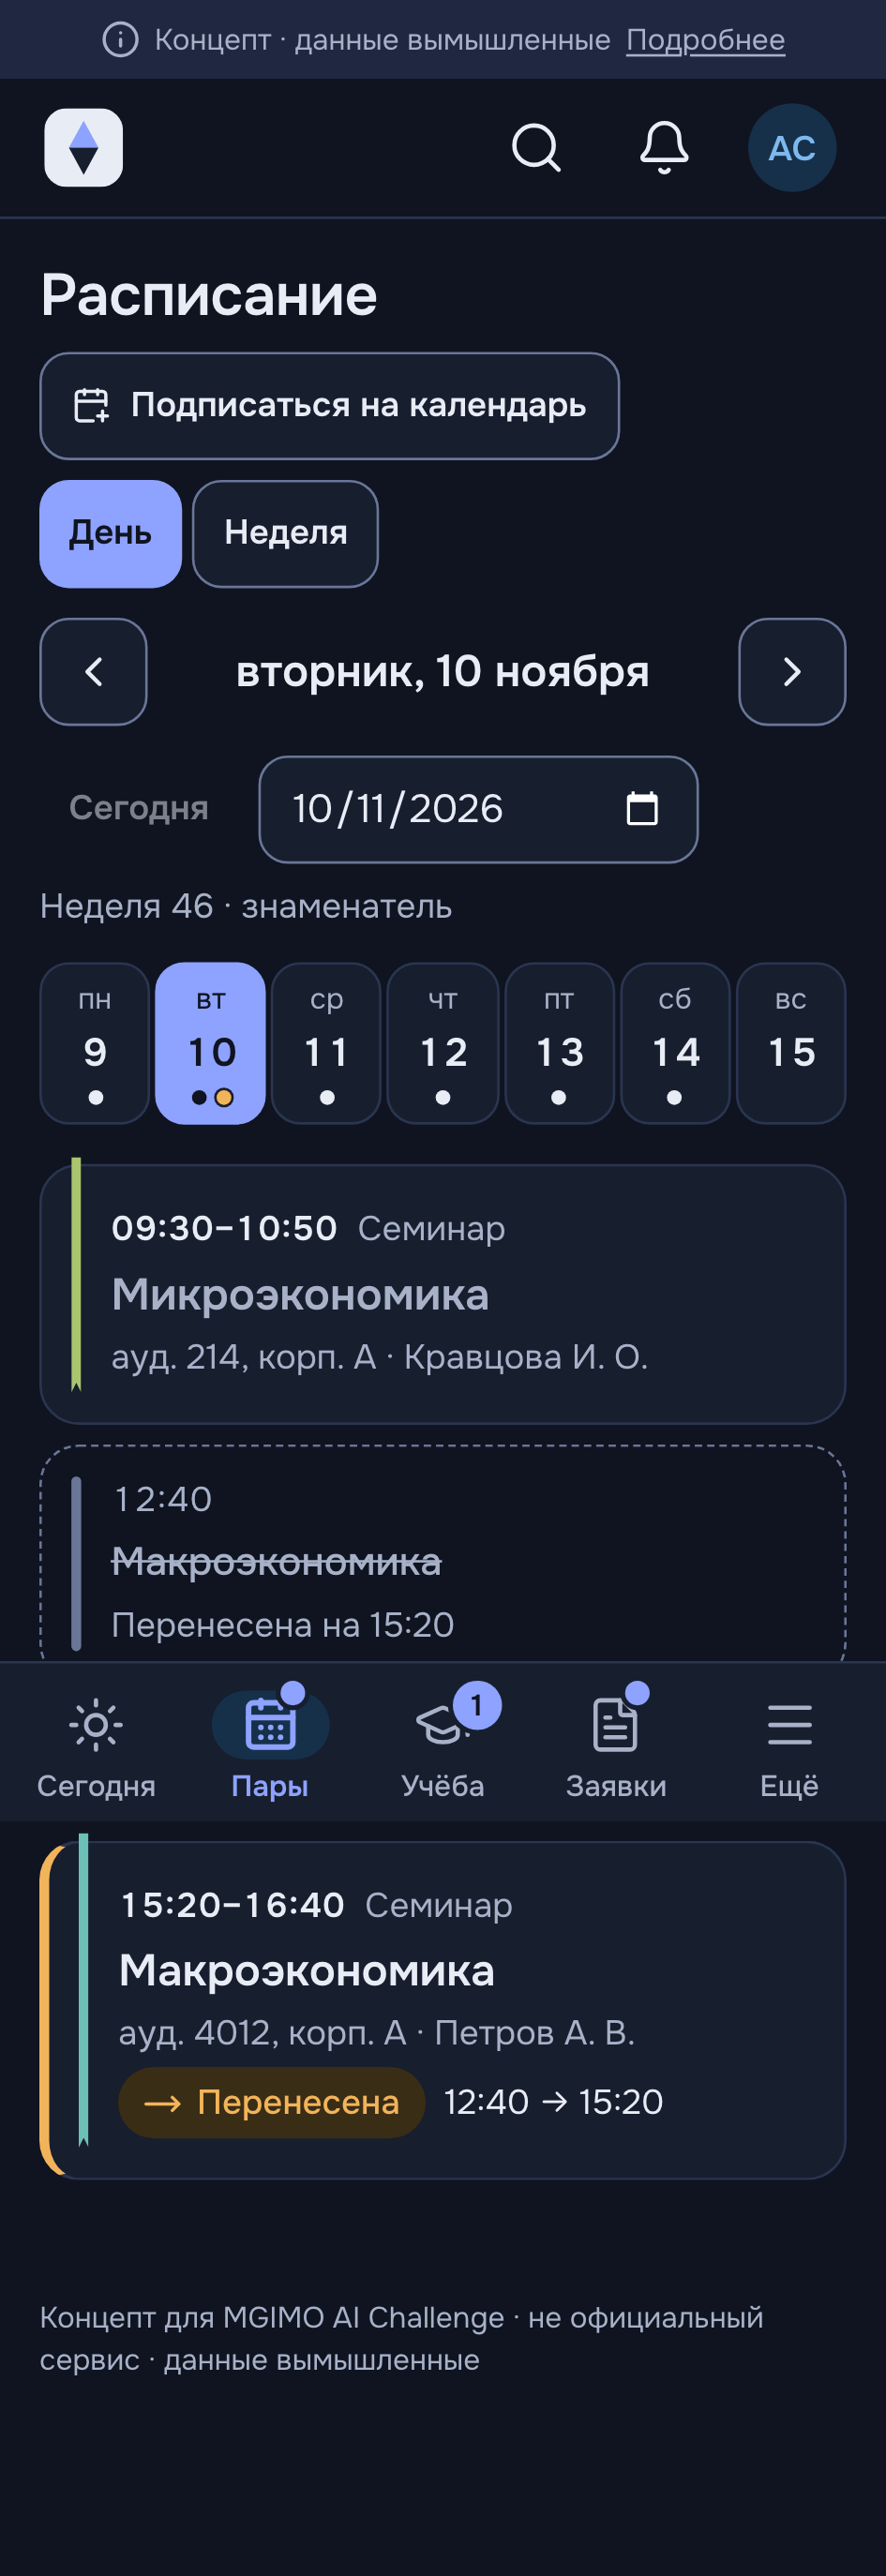 Концепт · данные вымышленные Подробнее
АС
Расписание
Подписаться на календарь
День Неделя
вторник, 10 ноября
Сегодня 10/11/2026
Неделя 46 · знаменатель
пн вт ср чт пт сб вс
9 10 11 12 13 14 15
09:30–10:50 Семинар
Микроэкономика
ауд. 214, корп. А · Кравцова И. О.
12:40
Макроэкономика
Перенесена на 15:20
1
Сегодня Пары Учёба Заявки Ещё
15:20–16:40 Семинар
Макроэкономика
ауд. 4012, корп. А · Петров А. В.
→ Перенесена 12:40 → 15:20
Концепт для MGIMO AI Challenge · не официальный
сервис · данные вымышленные